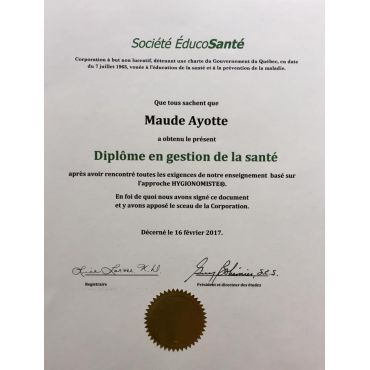 Société ÉducoSanté
Corporation à but non lucratif, détenant une charte du Gouvernement du Québec, en date
du 7 juillet 1965, vouée à l'éducation de la santé et à la prévention de la maladie.
Que tous sachent que
Maude Ayotte
a obtenu le présent
Diplôme en gestion de la santé
après avoir rencontré toutes les exigences de notre enseignement basé sur
l'approche HYGIONOMISTE®.
En foi de quoi nous avons signé ce document
et y avons apposé le sceau de la Corporation.
Décerné le 16 février 2017.
Registraire
Président et directeur des études